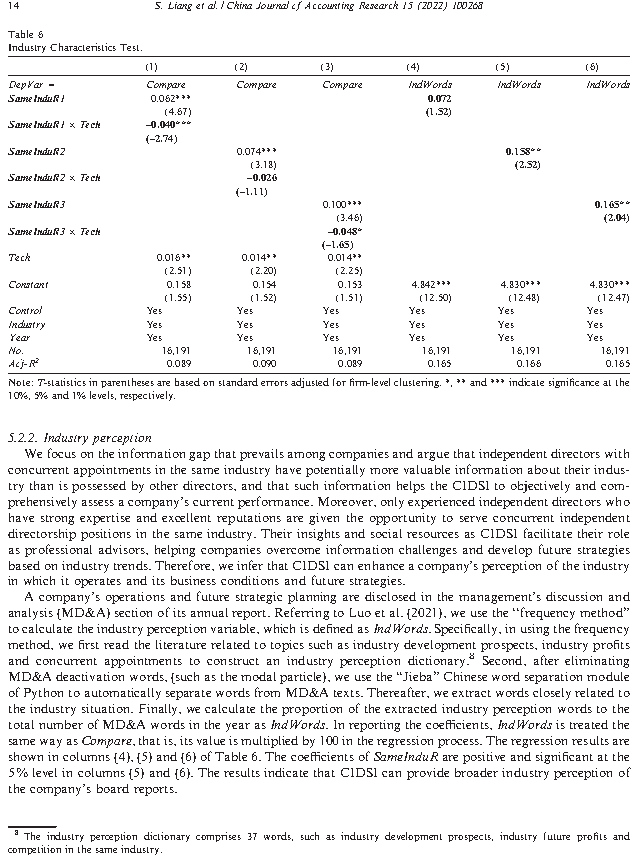 14 S. Liang et al. / China Journal of Accounting Research 15 (2022) 100268
Table 6
Industry Characteristics Test.
(1) (2) (3) (4) (5) (6)
DepVar = Compare Compare Compare IndWords IndWords IndWords
SameInduR1 0.062*** 0.072
(4.67) (1.52)
SameInduR1 × Tech −0.040***
(−2.74)
SameInduR2 0.074*** 0.158**
(3.18) (2.52)
SameInduR2 × Tech −0.026
(−1.11)
SameInduR3 0.100*** 0.165**
(3.46) (2.04)
SameInduR3 × Tech −0.048*
(−1.65)
Tech 0.016** 0.014** 0.014**
(2.51) (2.20) (2.25)
Constant 0.158 0.154 0.153 4.842*** 4.830*** 4.830***
(1.55) (1.52) (1.51) (12.50) (12.48) (12.47)
Control Yes Yes Yes Yes Yes Yes
Industry Yes Yes Yes Yes Yes Yes
Year Yes Yes Yes Yes Yes Yes
No. 16,191 16,191 16,191 16,191 16,191 16,191
Adj-R² 0.089 0.090 0.089 0.165 0.166 0.165
Note: T-statistics in parentheses are based on standard errors adjusted for firm-level clustering. *, ** and *** indicate significance at the
10%, 5% and 1% levels, respectively.
5.2.2. Industry perception
We focus on the information gap that prevails among companies and argue that independent directors with
concurrent appointments in the same industry have potentially more valuable information about their indus-
try than is possessed by other directors, and that such information helps the CIDSI to objectively and com-
prehensively assess a company's current performance. Moreover, only experienced independent directors who
have strong expertise and excellent reputations are given the opportunity to serve concurrent independent
directorship positions in the same industry. Their insights and social resources as CIDSI facilitate their role
as professional advisors, helping companies overcome information challenges and develop future strategies
based on industry trends. Therefore, we infer that CIDSI can enhance a company's perception of the industry
in which it operates and its business conditions and future strategies.
A company's operations and future strategic planning are disclosed in the management's discussion and
analysis (MD&A) section of its annual report. Referring to Luo et al. (2021), we use the "frequency method"
to calculate the industry perception variable, which is defined as IndWords. Specifically, in using the frequency
method, we first read the literature related to topics such as industry development prospects, industry profits
and concurrent appointments to construct an industry perception dictionary.⁸ Second, after eliminating
MD&A deactivation words, (such as the modal particle), we use the "Jieba" Chinese word separation module
of Python to automatically separate words from MD&A texts. Thereafter, we extract words closely related to
the industry situation. Finally, we calculate the proportion of the extracted industry perception words to the
total number of MD&A words in the year as IndWords. In reporting the coefficients, IndWords is treated the
same way as Compare, that is, its value is multiplied by 100 in the regression process. The regression results are
shown in columns (4), (5) and (6) of Table 6. The coefficients of SameInduR are positive and significant at the
5% level in columns (5) and (6). The results indicate that CIDSI can provide broader industry perception of
the company's board reports.
⁸ The industry perception dictionary comprises 37 words, such as industry development prospects, industry future profits and
competition in the same industry.